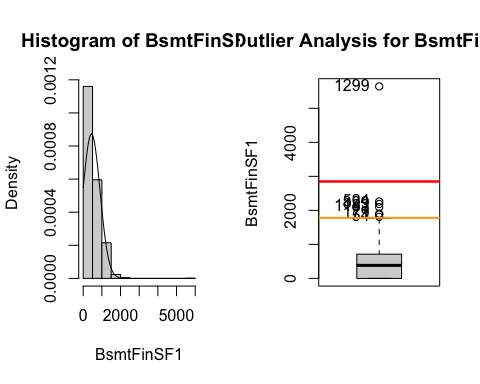 Histogram of BsmtFinSF
Outlier Analysis for BsmtFi
Density
0.0000 0.0004 0.0008 0.0012
0 2000 5000
BsmtFinSF1
BsmtFinSF1
0 2000 4000
1299